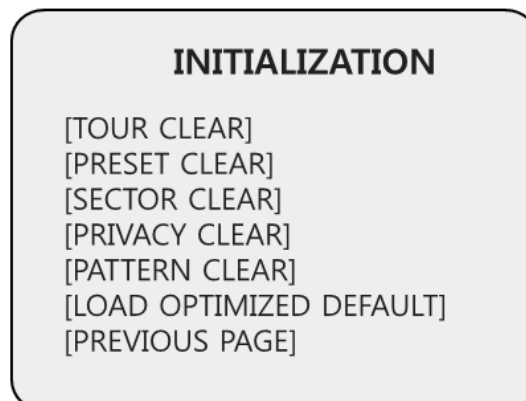 INITIALIZATION
[TOUR CLEAR]
[PRESET CLEAR]
[SECTOR CLEAR]
[PRIVACY CLEAR]
[PATTERN CLEAR]
[LOAD OPTIMIZED DEFAULT]
[PREVIOUS PAGE]